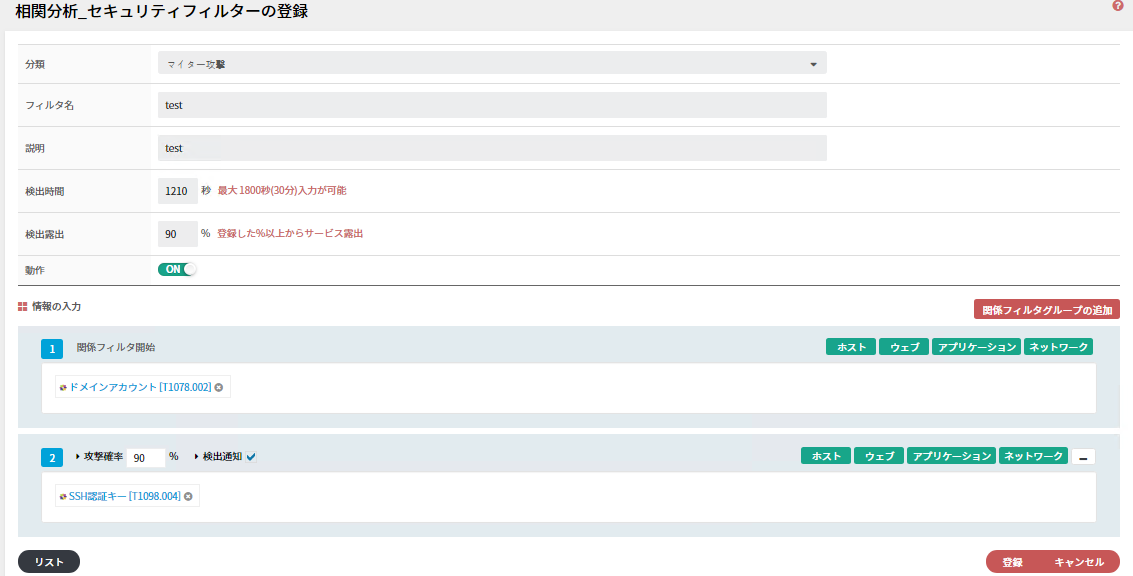 相関分析_セキュリティフィルターの登録
?
分類 マイター攻撃
フィルタ名 test
説明 test
検出時間 1210 秒 最大 1800秒(30分)入力が可能
検出露出 90 % 登録した%以上からサービス露出
動作 ON
情報の入力 関係フィルタグループの追加
1 関係フィルタ開始 ホスト ウェブ アプリケーション ネットワーク
ドメインアカウント [T1078.002]
2 攻撃確率 90 % 検出通知 ホスト ウェブ アプリケーション ネットワーク
SSH認証キー [T1098.004]
リスト 登録 キャンセル